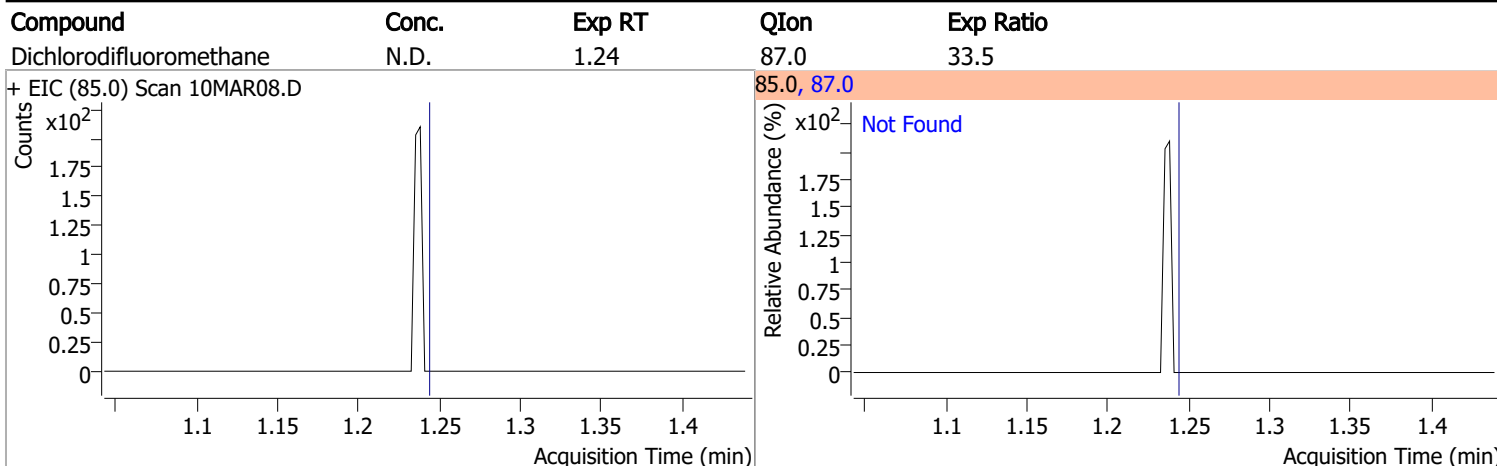 Compound Conc. Exp RT QIon Exp Ratio
Dichlorodifluoromethane N.D. 1.24 87.0 33.5
+ EIC (85.0) Scan 10MAR08.D
Counts
x10²
1.75
1.5
1.25
1
0.75
0.5
0.25
0
1.1 1.15 1.2 1.25 1.3 1.35 1.4
Acquisition Time (min)
85.0, 87.0
Relative Abundance (%)
x10²
Not Found
1.75
1.5
1.25
1
0.75
0.5
0.25
0
1.1 1.15 1.2 1.25 1.3 1.35 1.4
Acquisition Time (min)